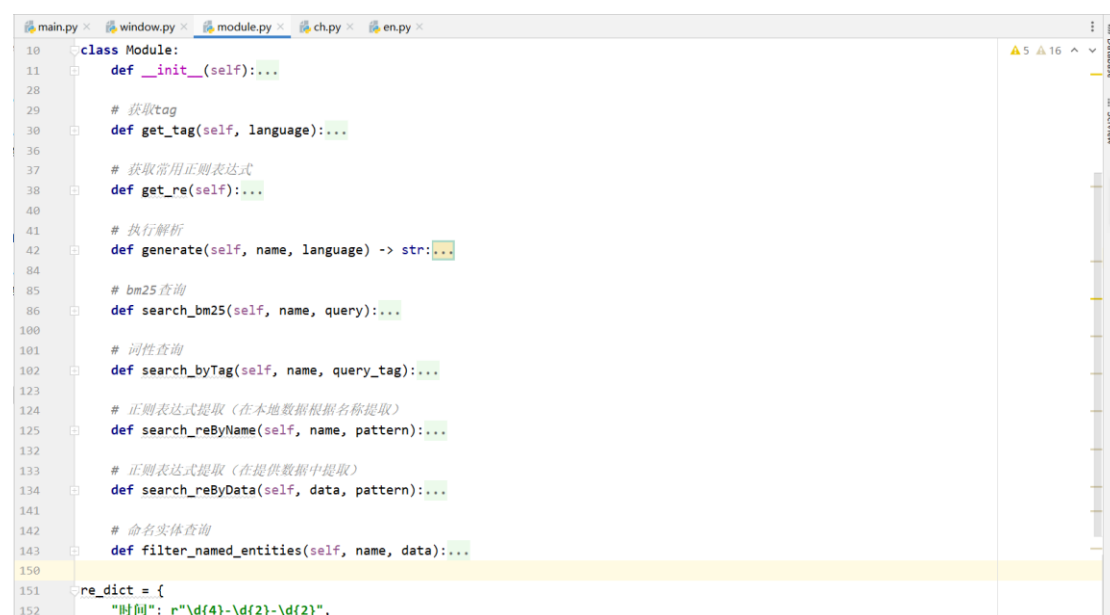 main.py × window.py × module.py × ch.py × en.py ×
10 class Module:
11 def __init__(self):...
28
29 # 获取tag
30 def get_tag(self, language):...
36
37 # 获取常用正则表达式
38 def get_re(self):...
40
41 # 执行解析
42 def generate(self, name, language) -> str:...
84
85 # bm25查询
86 def search_bm25(self, name, query):...
100
101 # 词性查询
102 def search_byTag(self, name, query_tag):...
123
124 # 正则表达式提取（在本地数据根据名称提取）
125 def search_reByName(self, name, pattern):...
132
133 # 正则表达式提取（在提供数据中提取）
134 def search_reByData(self, data, pattern):...
141
142 # 命名实体查询
143 def filter_named_entities(self, name, data):...
150
151 re_dict = {
152 "时间": r"\d{4}-\d{2}-\d{2}",
5 16